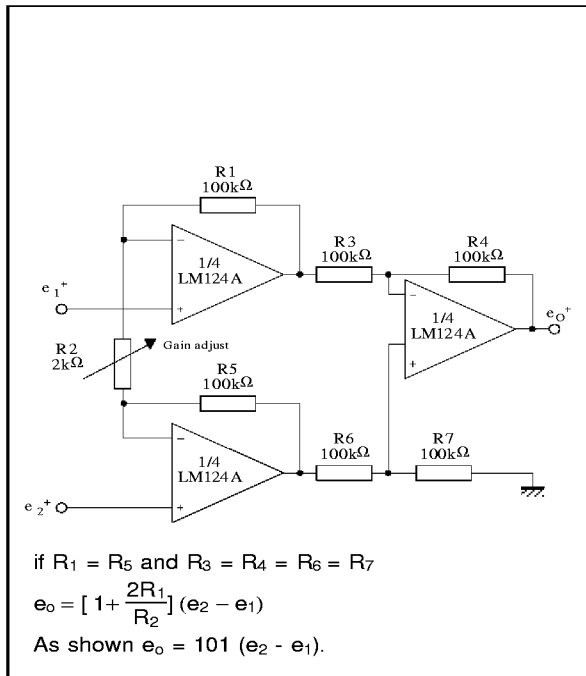 R1
100kΩ
R3
100kΩ
R4
100kΩ
1/4
LM124A
e1+
1/4
LM124A
eO+
R2
2kΩ
Gain adjust
R5
100kΩ
R6
100kΩ
R7
100kΩ
1/4
LM124A
e2+
if R1 = R5 and R3 = R4 = R6 = R7
eo = [ 1+ 2R1/R2 ] (e2 – e1)
As shown eo = 101 (e2 - e1).